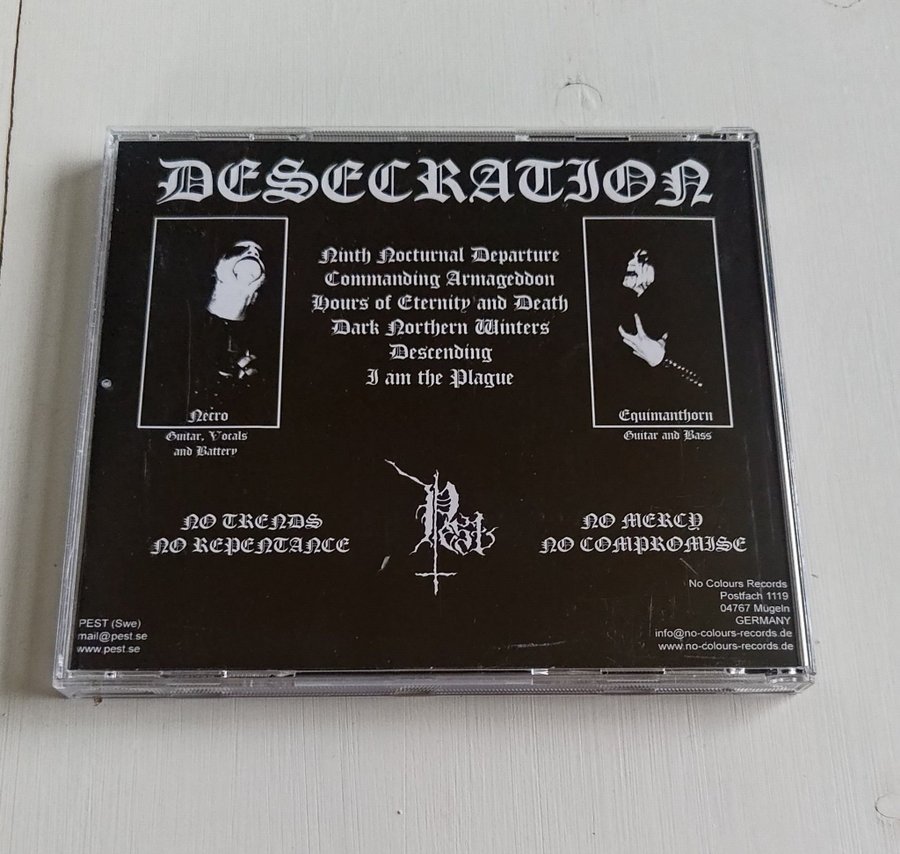 DESECRATION
Ninth Nocturnal Departure
Commanding Armageddon
Hours of Eternity and Death
Dark Northern Winters
Descending
I am the Plague
Necro
Guitar, Vocals
and Battery
Equimanthorn
Guitar and Bass
NO TRENDS
NO REPENTANCE
Pest
NO MERCY
NO COMPROMISE
PEST (Swe)
mail@pest.se
www.pest.se
No Colours Records
Postfach 1119
04767 Mügeln
GERMANY
info@no-colours-records.de
www.no-colours-records.de